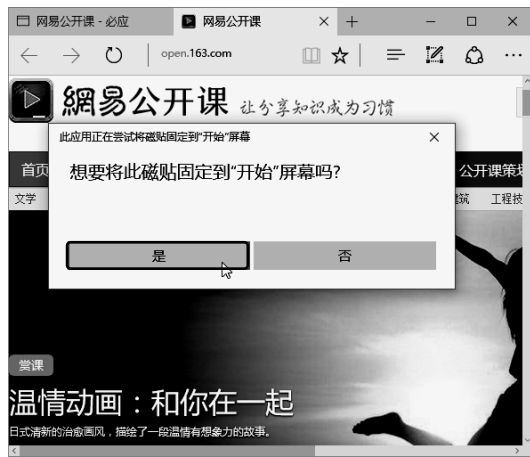 网易公开课 - 必应
网易公开课
open.163.com
網易公开课 让分享知识成为习惯
此应用正在尝试将磁贴固定到“开始”屏幕
想要将此磁贴固定到“开始”屏幕吗?
首页
公开课策划
文学
建筑
工程技
是
否
赏课
温情动画：和你在一起
日式清新的治愈画风，描绘了一段温情有想象力的故事。